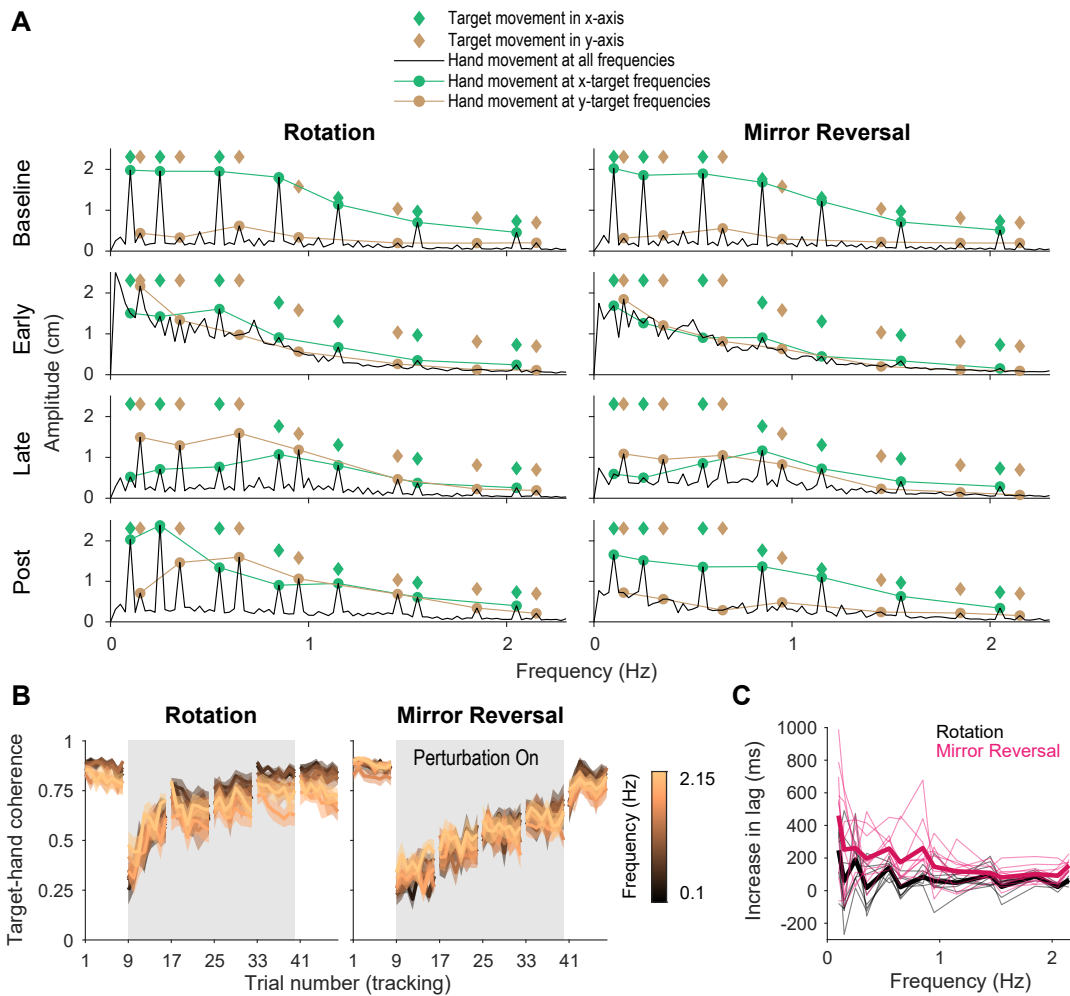 A
Target movement in x-axis
Target movement in y-axis
Hand movement at all frequencies
Hand movement at x-target frequencies
Hand movement at y-target frequencies
Rotation
Mirror Reversal
Baseline
2
1
0
Early
2
1
0
Late
2
1
0
Post
2
1
0
Amplitude (cm)
0
1
2
0
1
2
Frequency (Hz)
B
Rotation
Mirror Reversal
Perturbation On
Target-hand coherence
1
0.75
0.5
0.25
0
1
9
17
25
33
41
1
9
17
25
33
41
Trial number (tracking)
Frequency (Hz)
2.15
0.1
C
Rotation
Mirror Reversal
Increase in lag (ms)
1000
800
600
400
200
0
-200
0
1
2
Frequency (Hz)